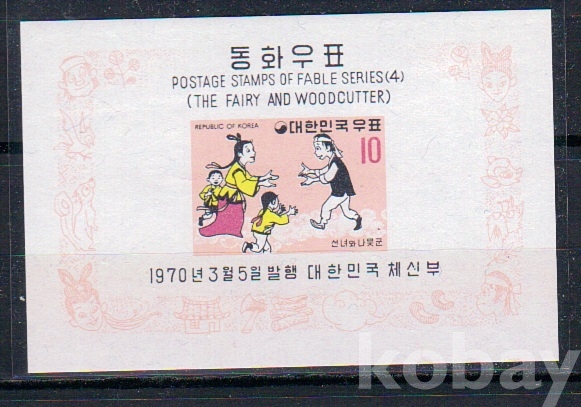 동화우표
POSTAGE STAMPS OF FABLE SERIES(4)
(THE FAIRY AND WOODCUTTER)
REPUBLIC OF KOREA
대한민국우표
10
선녀와 나뭇군
1970년 3월 5일 발행 대한민국 체신부
kobay